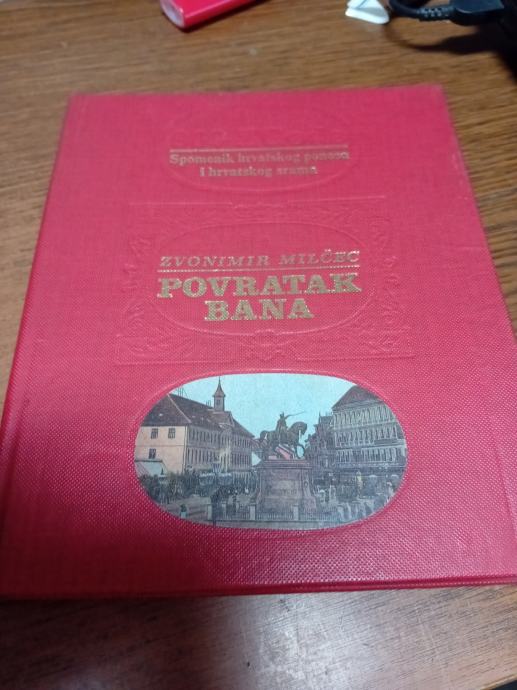 Spomenik hrvatskog ponosa
i hrvatskog srama
ZVONIMIR MILČEC
POVRATAK
BANA